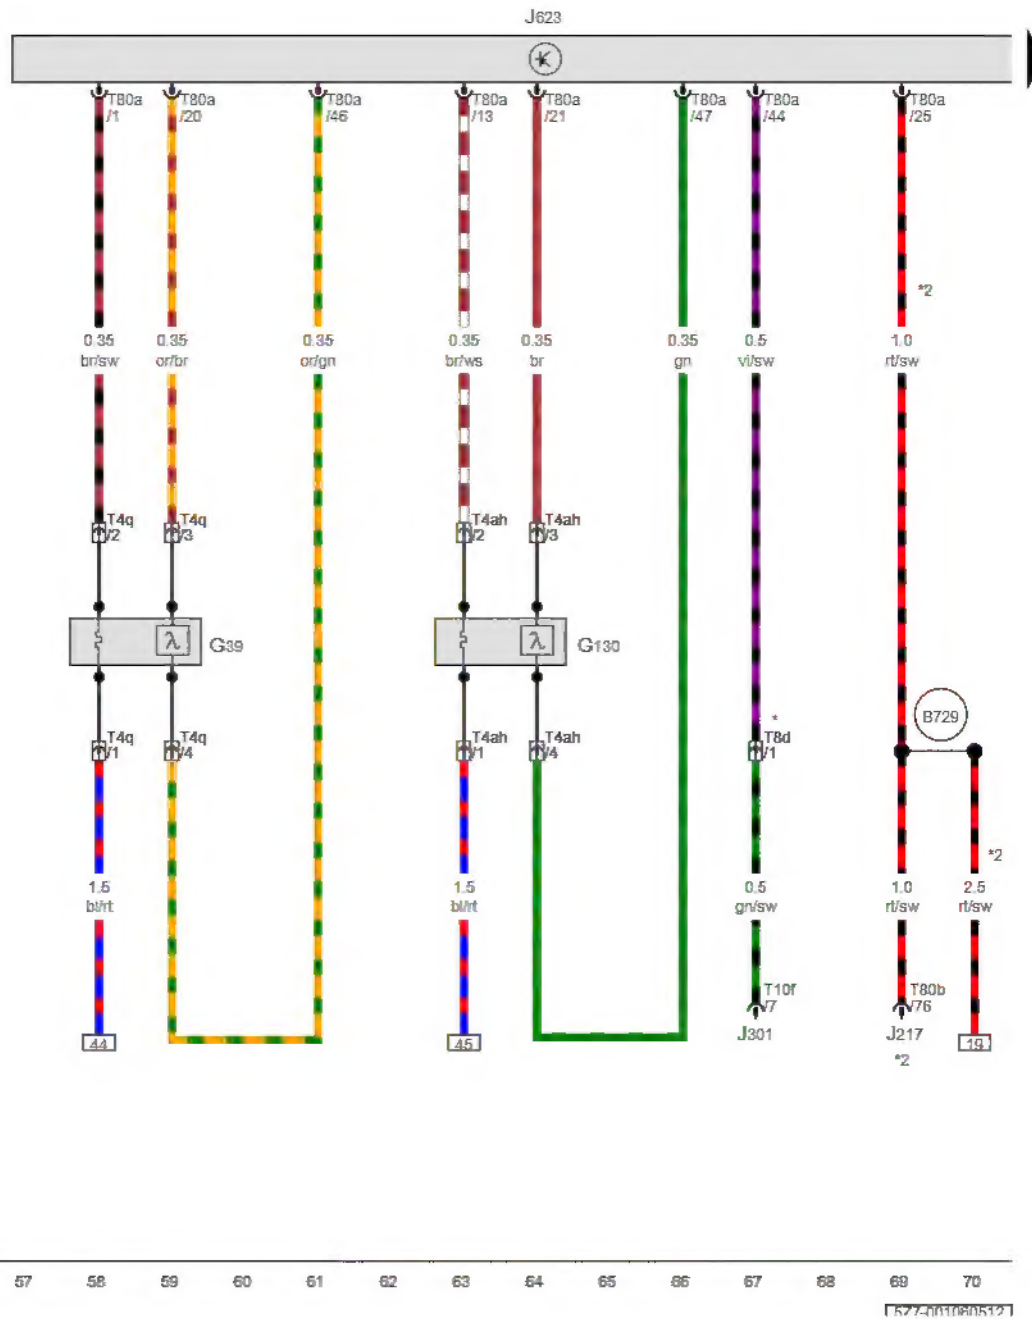 J623
T80a T80a T80a T80a T80a T80a T80a T80a
/1 /20 /46 /13 /21 /47 /44 /25
*2
0.35 0.35 0.35 0.35 0.35 0.35 0.5 1.0
br/sw or/br or/gn br/ws br gn vi/sw rt/sw
T4q T4q T4ah T4ah
/2 /3 /2 /3
λ G39 λ G130
B729
*
T4q T4q T4ah T4ah T8d
/1 /4 /1 /4 /1
*2
1.5 1.5 0.5 1.0 2.5
bl/rt bl/rt gn/sw rt/sw rt/sw
T10f T80b
/7 /76
44 45 J301 J217 19
*2
57 58 59 60 61 62 63 64 65 66 67 68 69 70
5Z7-001060512